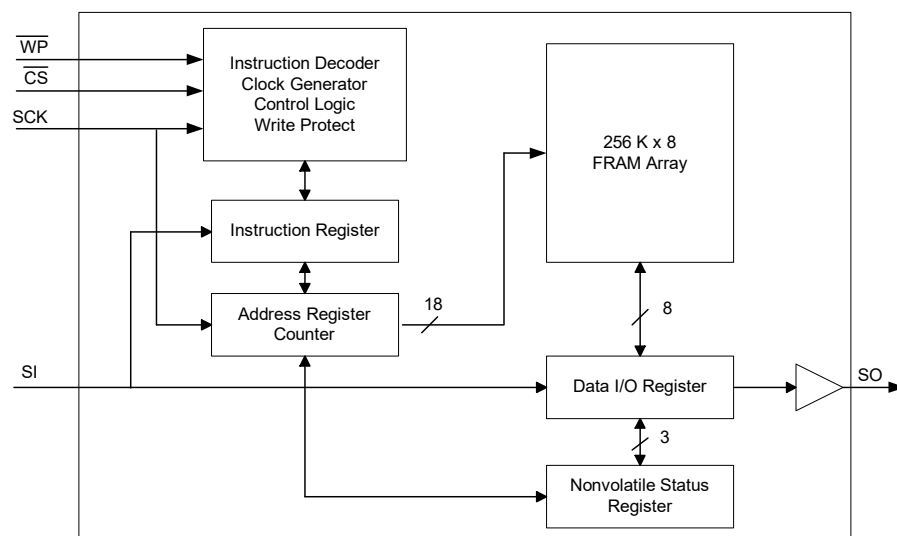 WP
CS
SCK
Instruction Decoder
Clock Generator
Control Logic
Write Protect
256 K x 8
FRAM Array
Instruction Register
Address Register
Counter
18
8
SI
Data I/O Register
SO
3
Nonvolatile Status
Register